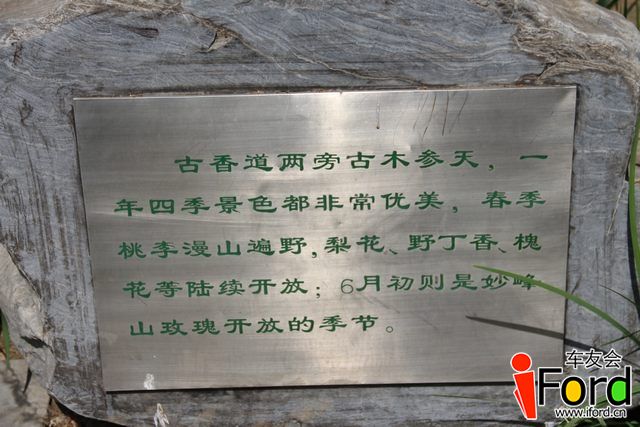 古香道两旁古木参天，一
年四季景色都非常优美，春季
桃李漫山遍野，梨花、野丁香、槐
花等陆续开放；6月初则是妙峰
山玫瑰开放的季节。
车友会
iFord
www.iford.cn